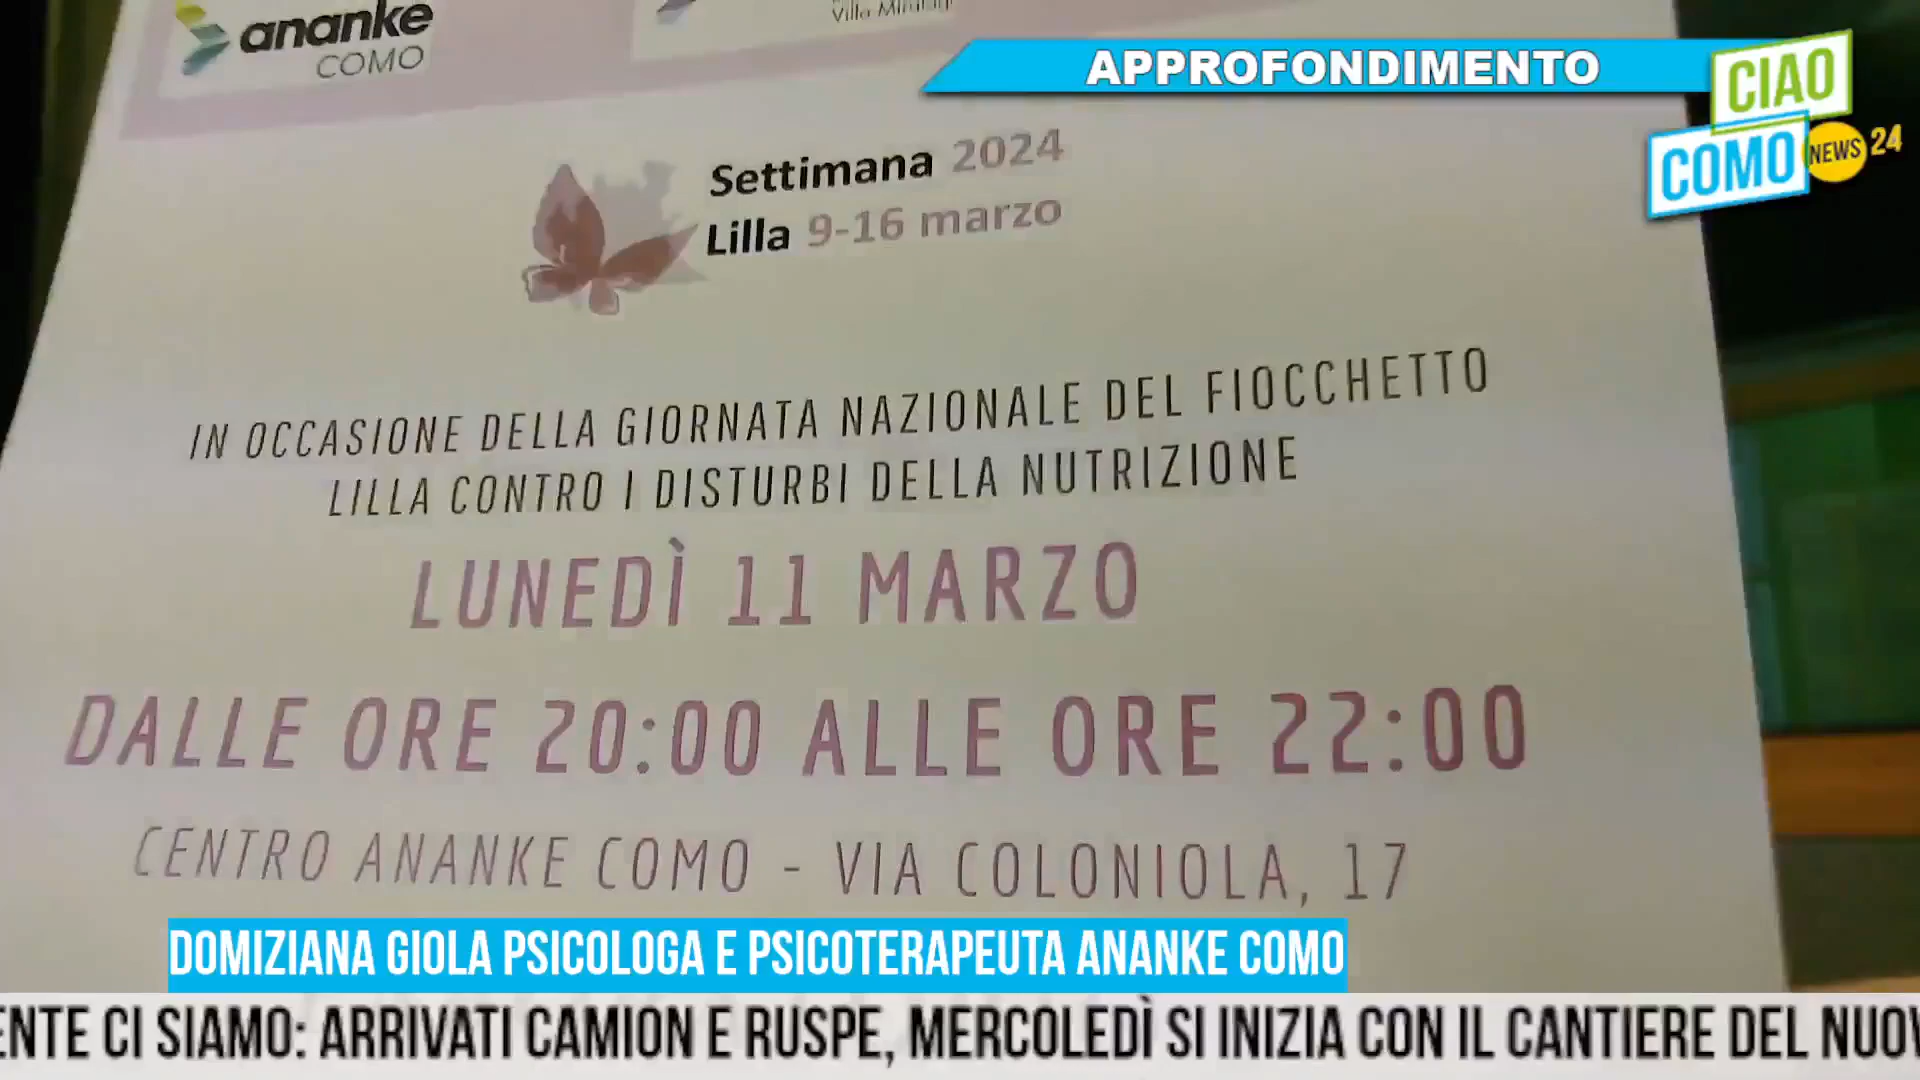 ananke
COMO
APPROFONDIMENTO
CIAO
COMO NEWS 24
Settimana 2024
Lilla 9-16 marzo
IN OCCASIONE DELLA GIORNATA NAZIONALE DEL FIOCCHETTO
LILLA CONTRO I DISTURBI DELLA NUTRIZIONE
LUNEDÌ 11 MARZO
DALLE ORE 20:00 ALLE ORE 22:00
CENTRO ANANKE COMO - VIA COLONIOLA, 17
DOMIZIANA GIOLA PSICOLOGA E PSICOTERAPEUTA ANANKE COMO
ENTE CI SIAMO: ARRIVATI CAMION E RUSPE, MERCOLEDÌ SI INIZIA CON IL CANTIERE DEL NUOV